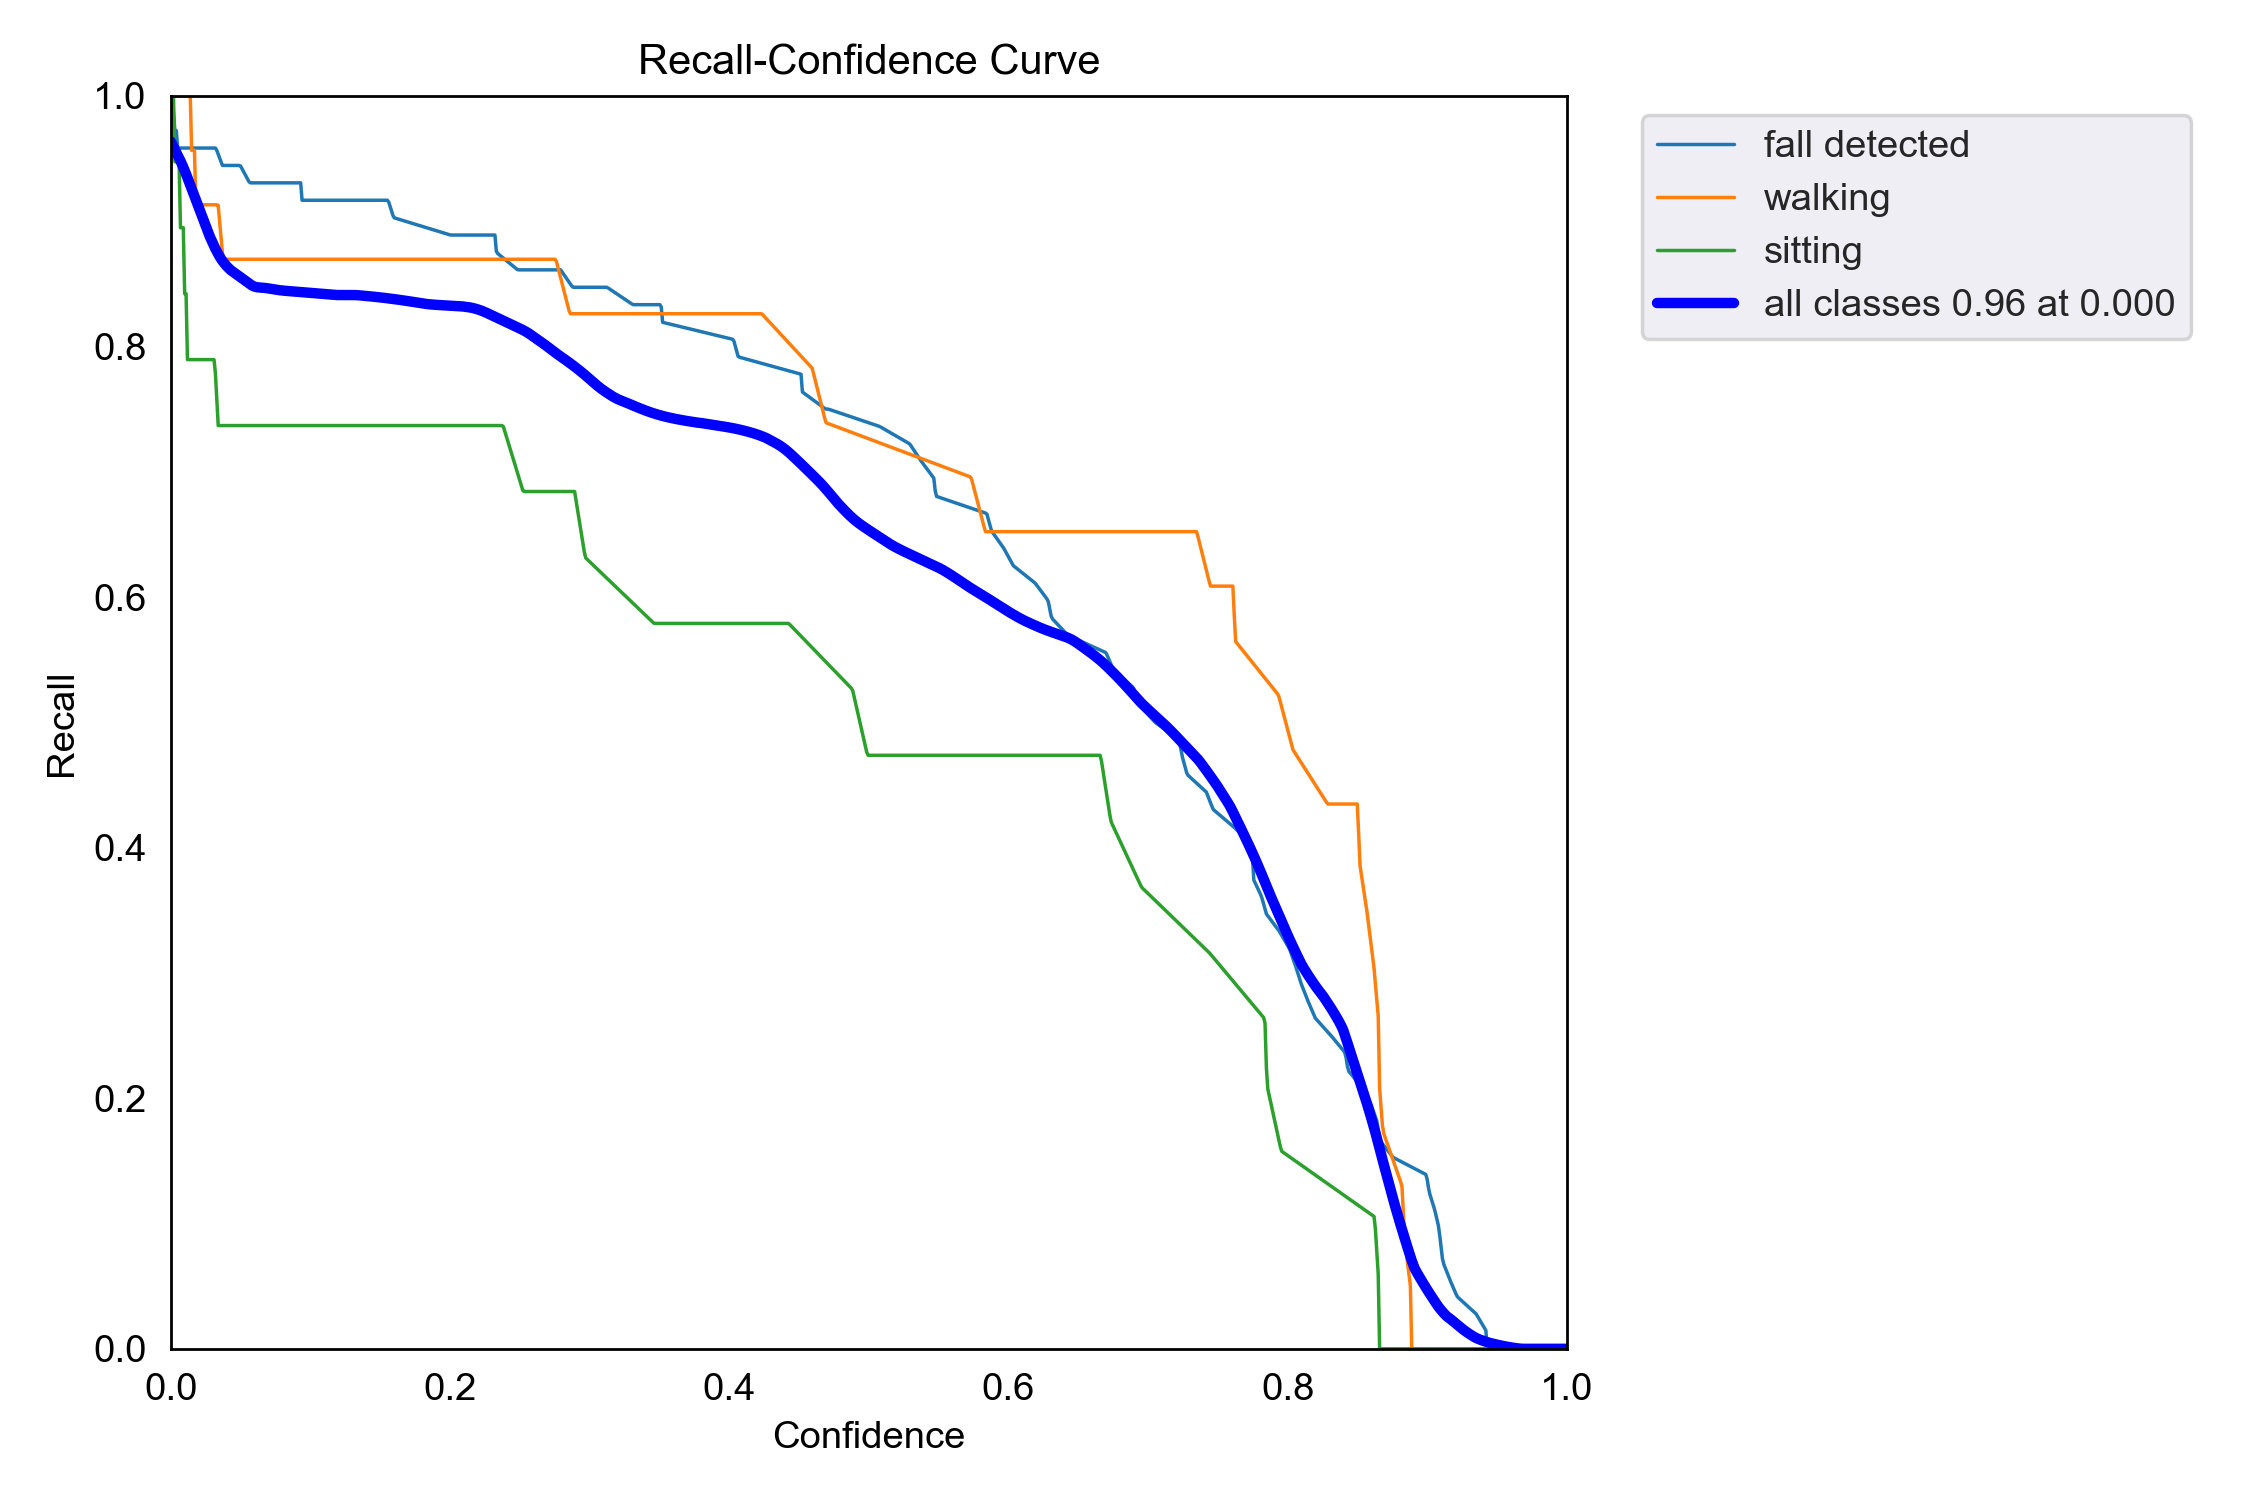 Recall-Confidence Curve
1.0
0.8
0.6
0.4
0.2
0.0
Recall
0.0 0.2 0.4 0.6 0.8 1.0
Confidence
fall detected
walking
sitting
all classes 0.96 at 0.000